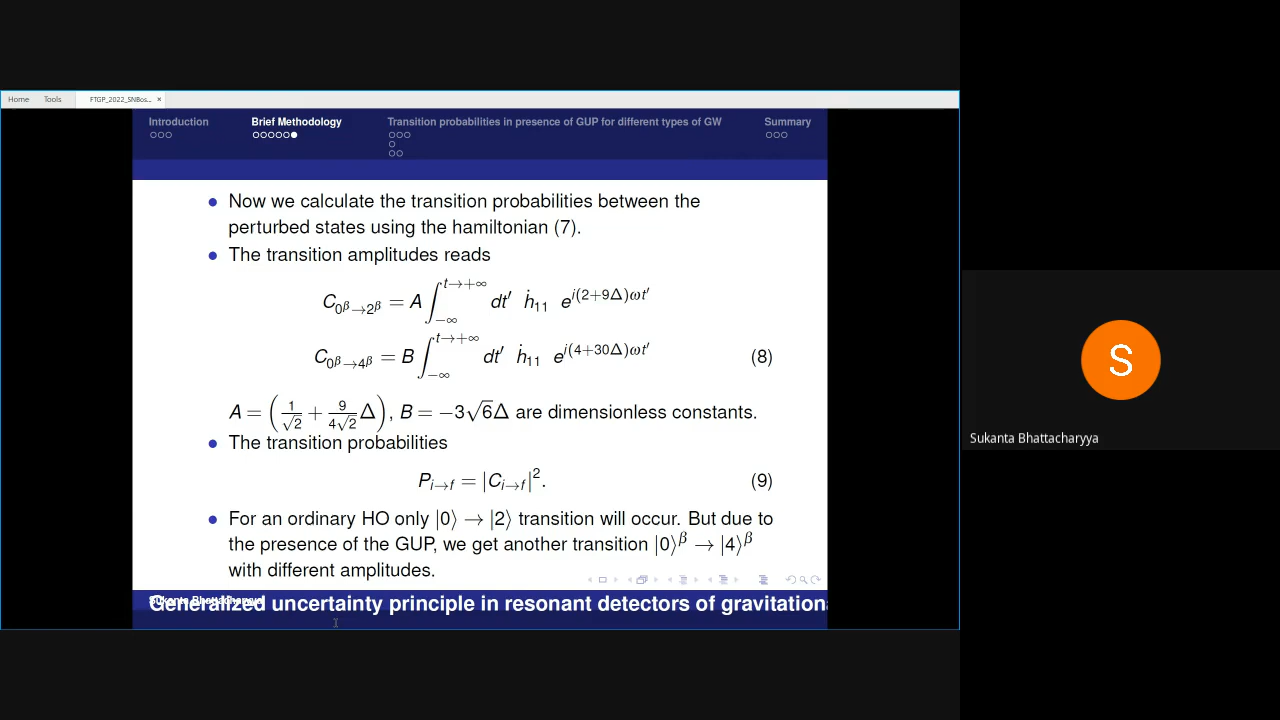 Home Tools FTGP_2022_SNBos... ×
Introduction Brief Methodology Transition probabilities in presence of GUP for different types of GW Summary
• Now we calculate the transition probabilities between the
perturbed states using the hamiltonian (7).
• The transition amplitudes reads
C_{0^β→2^β} = A ∫_{−∞}^{t→+∞} dt′ ḣ₁₁ e^{i(2+9Δ)ωt′}
C_{0^β→4^β} = B ∫_{−∞}^{t→+∞} dt′ ḣ₁₁ e^{i(4+30Δ)ωt′} (8)
A = (1/√2 + 9/(4√2) Δ), B = −3√6Δ are dimensionless constants.
• The transition probabilities
P_{i→f} = |C_{i→f}|². (9)
• For an ordinary HO only |0⟩ → |2⟩ transition will occur. But due to
the presence of the GUP, we get another transition |0⟩^β → |4⟩^β
with different amplitudes.
Sukanta Bhattacharyya
Generalized uncertainty principle in resonant detectors of gravitation
S
Sukanta Bhattacharyya